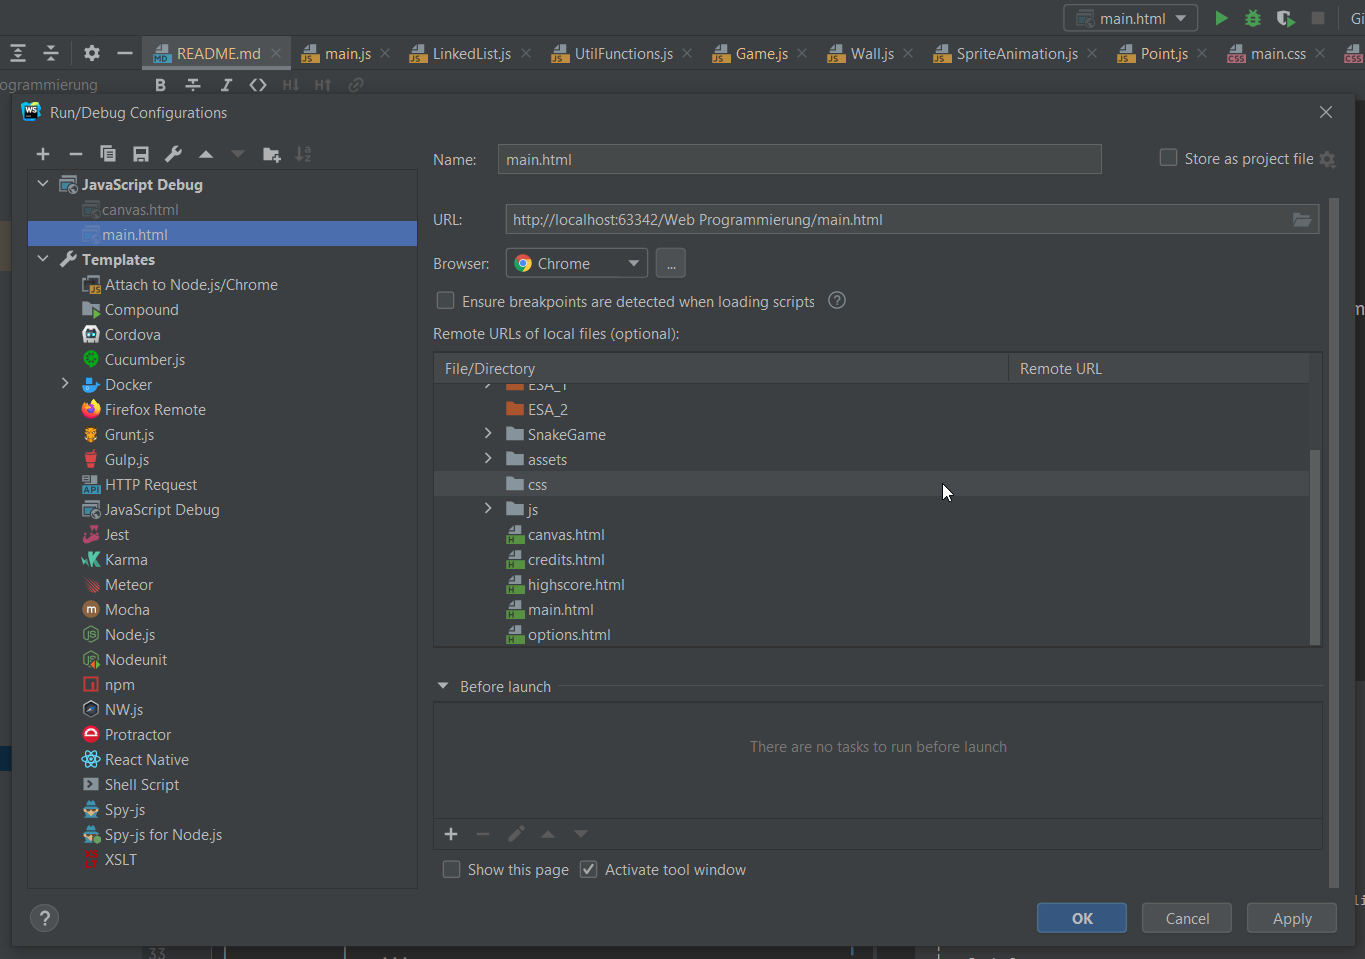 main.html
Gi
README.md
main.js
LinkedList.js
UtilFunctions.js
Game.js
Wall.js
SpriteAnimation.js
Point.js
main.css
ogrammierung
B I <> H↓ H↑
Run/Debug Configurations
JavaScript Debug
canvas.html
main.html
Templates
Attach to Node.js/Chrome
Compound
Cordova
Cucumber.js
Docker
Firefox Remote
Grunt.js
Gulp.js
HTTP Request
JavaScript Debug
Jest
Karma
Meteor
Mocha
Node.js
Nodeunit
npm
NW.js
Protractor
React Native
Shell Script
Spy-js
Spy-js for Node.js
XSLT
Name: main.html
Store as project file
URL: http://localhost:63342/Web Programmierung/main.html
Browser: Chrome ...
Ensure breakpoints are detected when loading scripts ?
Remote URLs of local files (optional):
File/Directory Remote URL
ESA_1
ESA_2
SnakeGame
assets
css
js
canvas.html
credits.html
highscore.html
main.html
options.html
Before launch
There are no tasks to run before launch
Show this page
Activate tool window
?
OK
Cancel
Apply
33